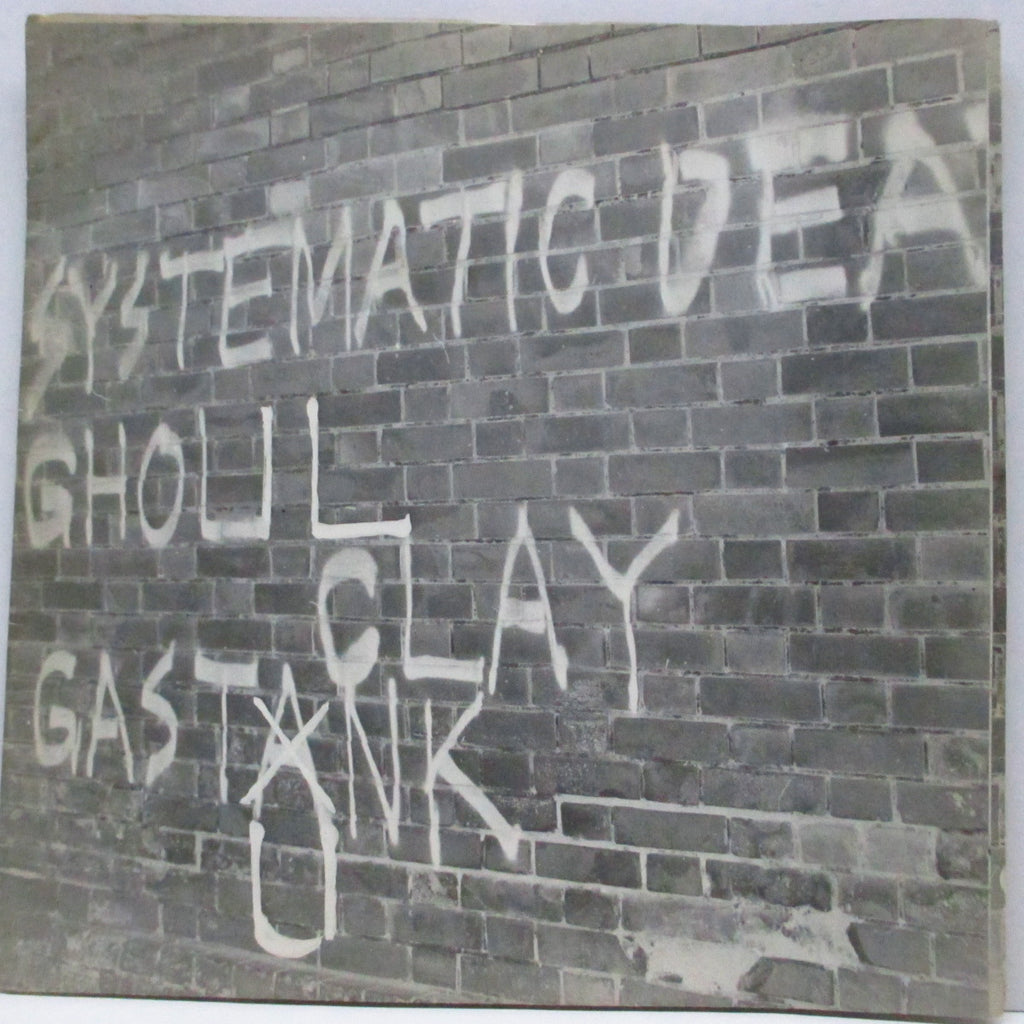 SYSTEMATIC DEA
GHOUL
CLAY
GASTANK
X
U